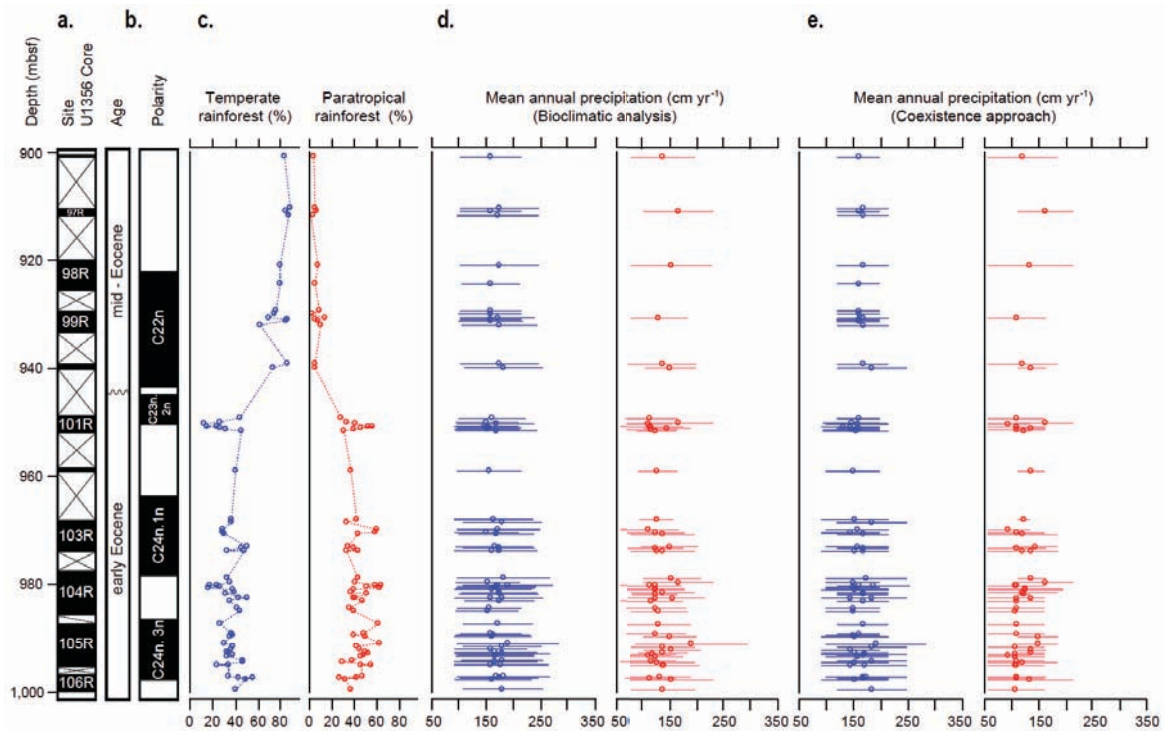 a.
b.
c.
d.
e.
Depth (mbsf)
Site
U1356 Core
Age
Polarity
Temperate
rainforest (%)
Paratropical
rainforest (%)
Mean annual precipitation (cm yr⁻¹)
(Bioclimatic analysis)
Mean annual precipitation (cm yr⁻¹)
(Coexistence approach)
900
920
940
960
980
1,000
97R
98R
99R
101R
103R
104R
105R
106R
mid - Eocene
early Eocene
C22n
C23n.
2n
C24n.1n
C24n. 3n
0 20 40 60 80
0 20 40 60 80
50 150 250 350
50 150 250 350
50 150 250 350
50 150 250 350